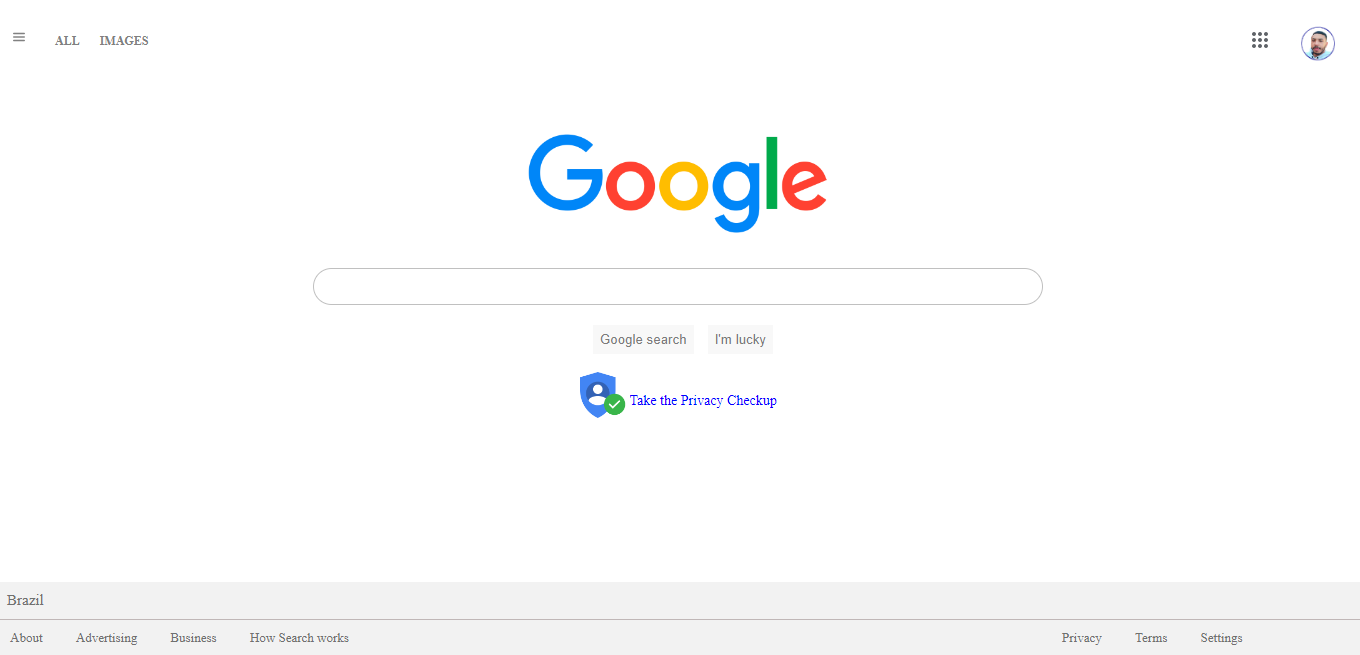 ALL IMAGES
Google
Google search I'm lucky
Take the Privacy Checkup
Brazil
About Advertising Business How Search works Privacy Terms Settings